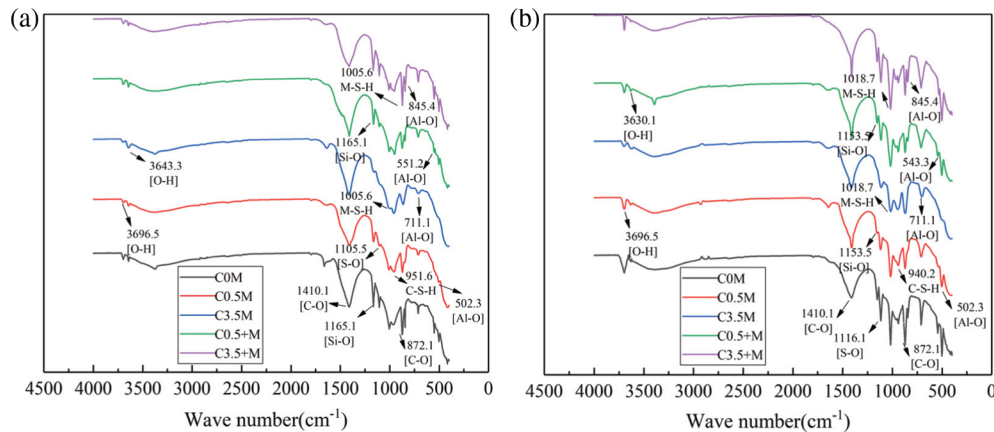 (a)
1005.6
M-S-H
845.4
[Al-O]
1165.1
[Si-O]
551.2
[Al-O]
3643.3
[O-H]
1005.6
M-S-H
711.1
[Al-O]
3696.5
[O-H]
1105.5
[S-O]
951.6
C-S-H
502.3
[Al-O]
1410.1
[C-O]
1165.1
[Si-O]
872.1
[C-O]
C0M
C0.5M
C3.5M
C0.5+M
C3.5+M
4500 4000 3500 3000 2500 2000 1500 1000 500 0
Wave number(cm-1)
(b)
1018.7
M-S-H
845.4
[Al-O]
3630.1
[O-H]
1153.5
[Si-O]
543.3
[Al-O]
1018.7
M-S-H
711.1
[Al-O]
3696.5
[O-H]
1153.5
[Si-O]
940.2
C-S-H
502.3
[Al-O]
1410.1
[C-O]
1116.1
[S-O]
872.1
[C-O]
C0M
C0.5M
C3.5M
C0.5+M
C3.5+M
4500 4000 3500 3000 2500 2000 1500 1000 500 0
Wave number(cm-1)